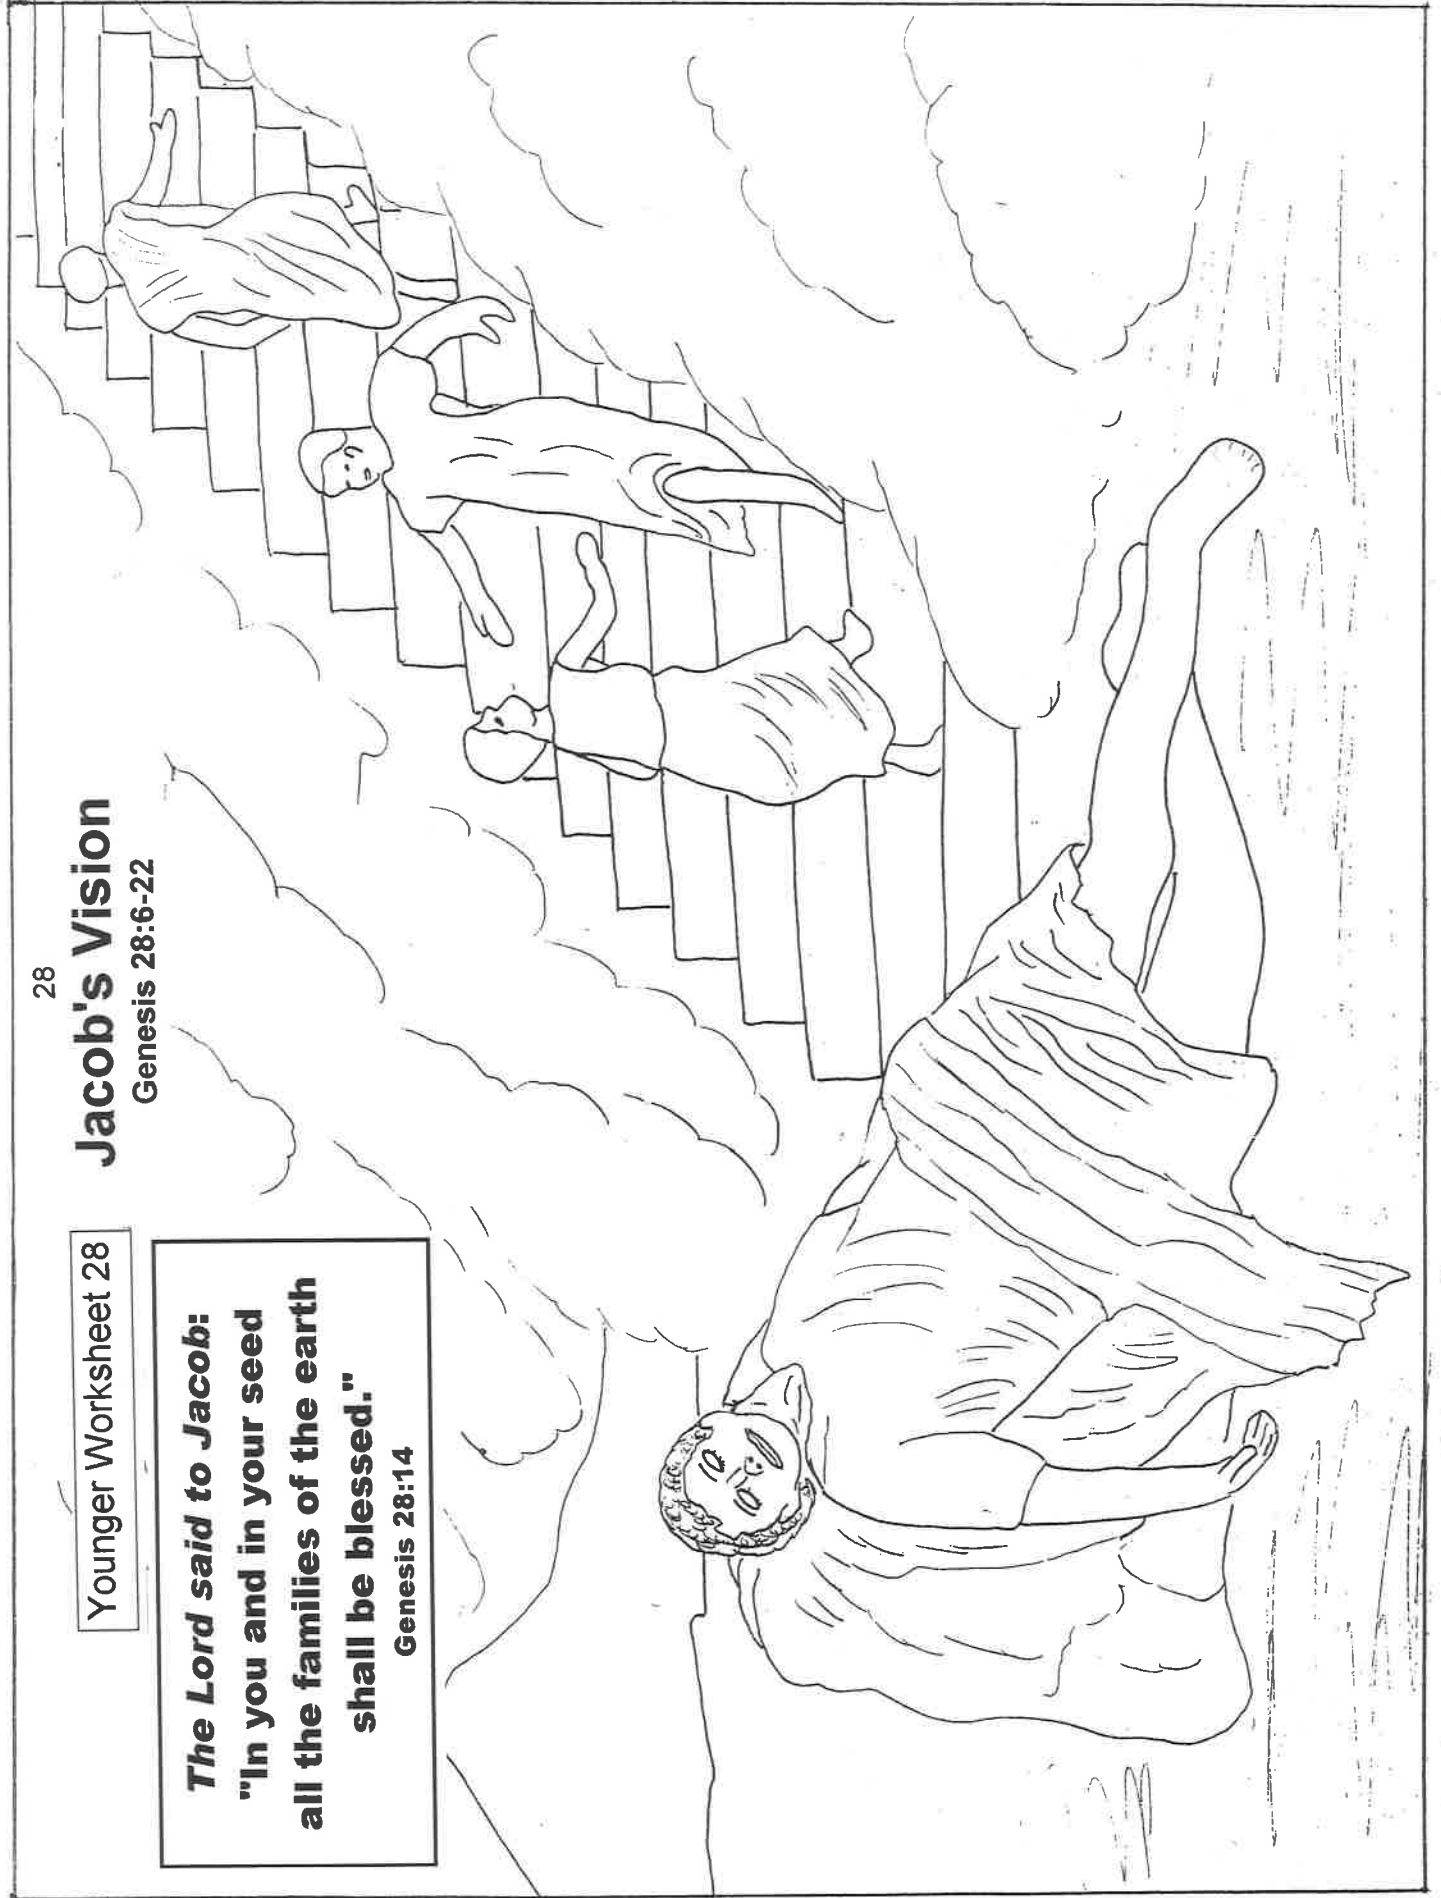 28
Jacob's Vision
Genesis 28:6-22
Younger Worksheet 28
The Lord said to Jacob:
"In you and in your seed
all the families of the earth
shall be blessed."
Genesis 28:14